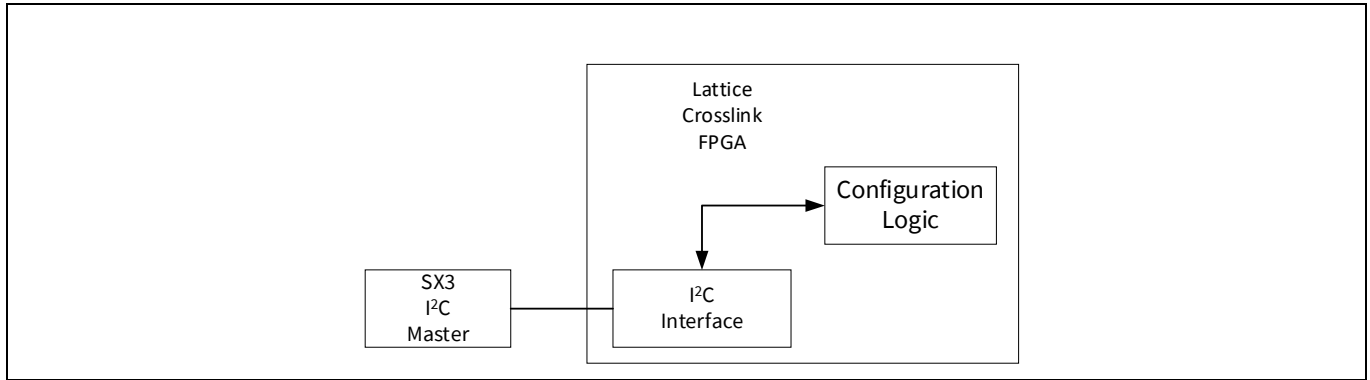 Lattice
Crosslink
FPGA
Configuration
Logic
SX3
I²C
Master
I²C
Interface